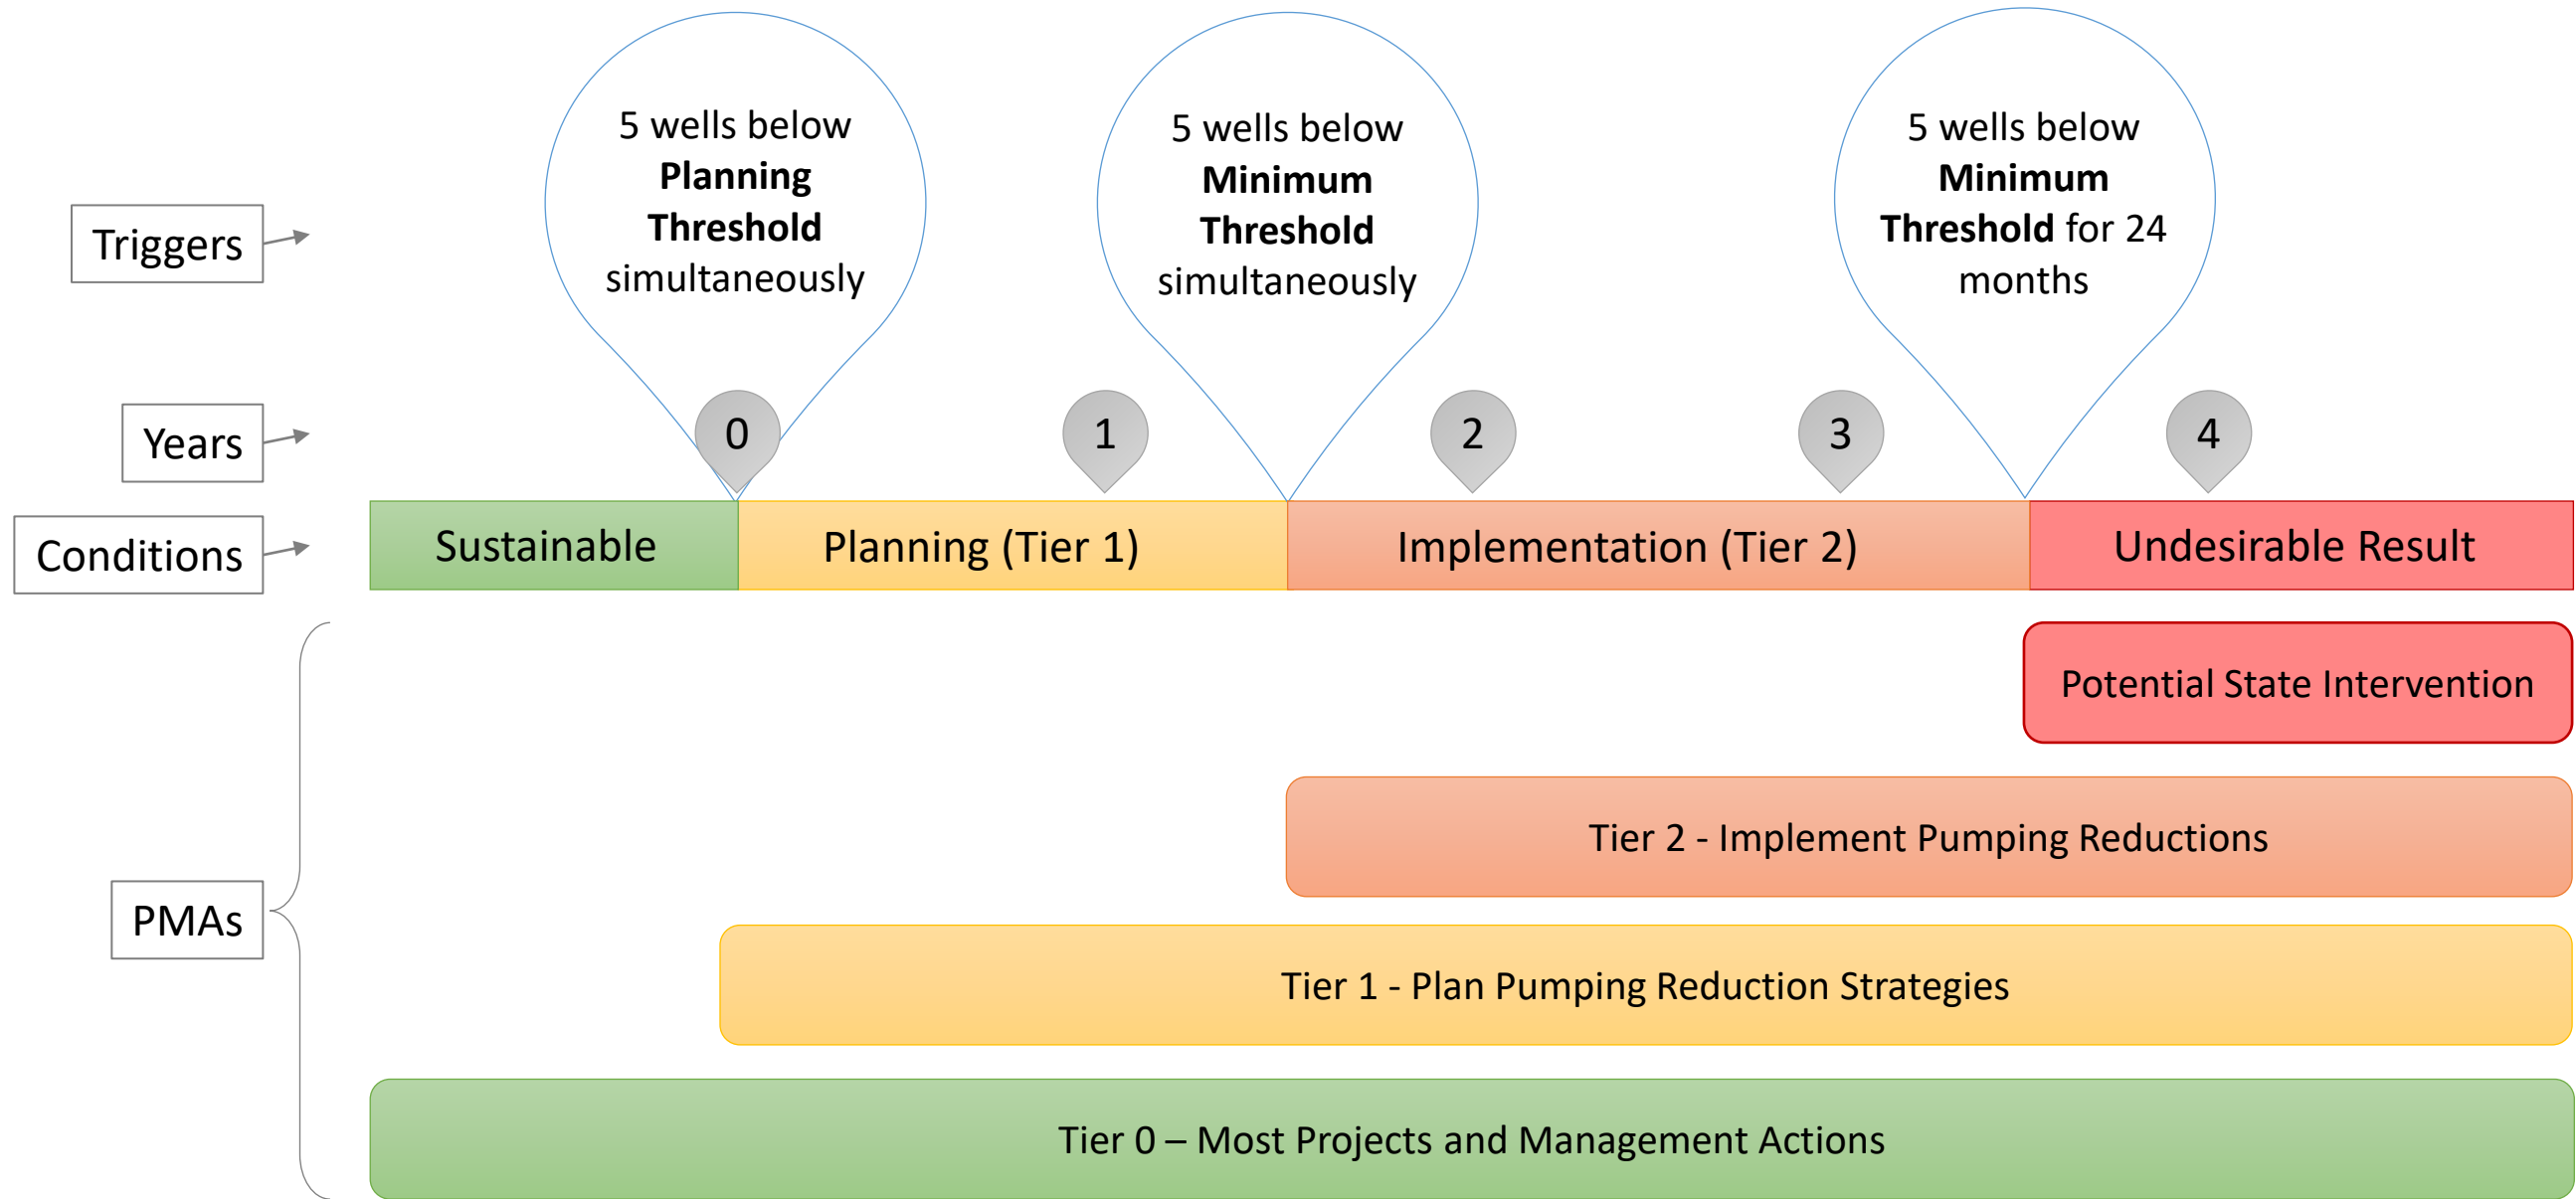 5 wells below
Planning
Threshold
simultaneously
5 wells below
Minimum
Threshold
simultaneously
5 wells below
Minimum
Threshold for 24
months
Triggers
Years
0
1
2
3
4
Conditions
Sustainable
Planning (Tier 1)
Implementation (Tier 2)
Undesirable Result
Potential State Intervention
Tier 2 - Implement Pumping Reductions
PMAs
Tier 1 - Plan Pumping Reduction Strategies
Tier 0 – Most Projects and Management Actions